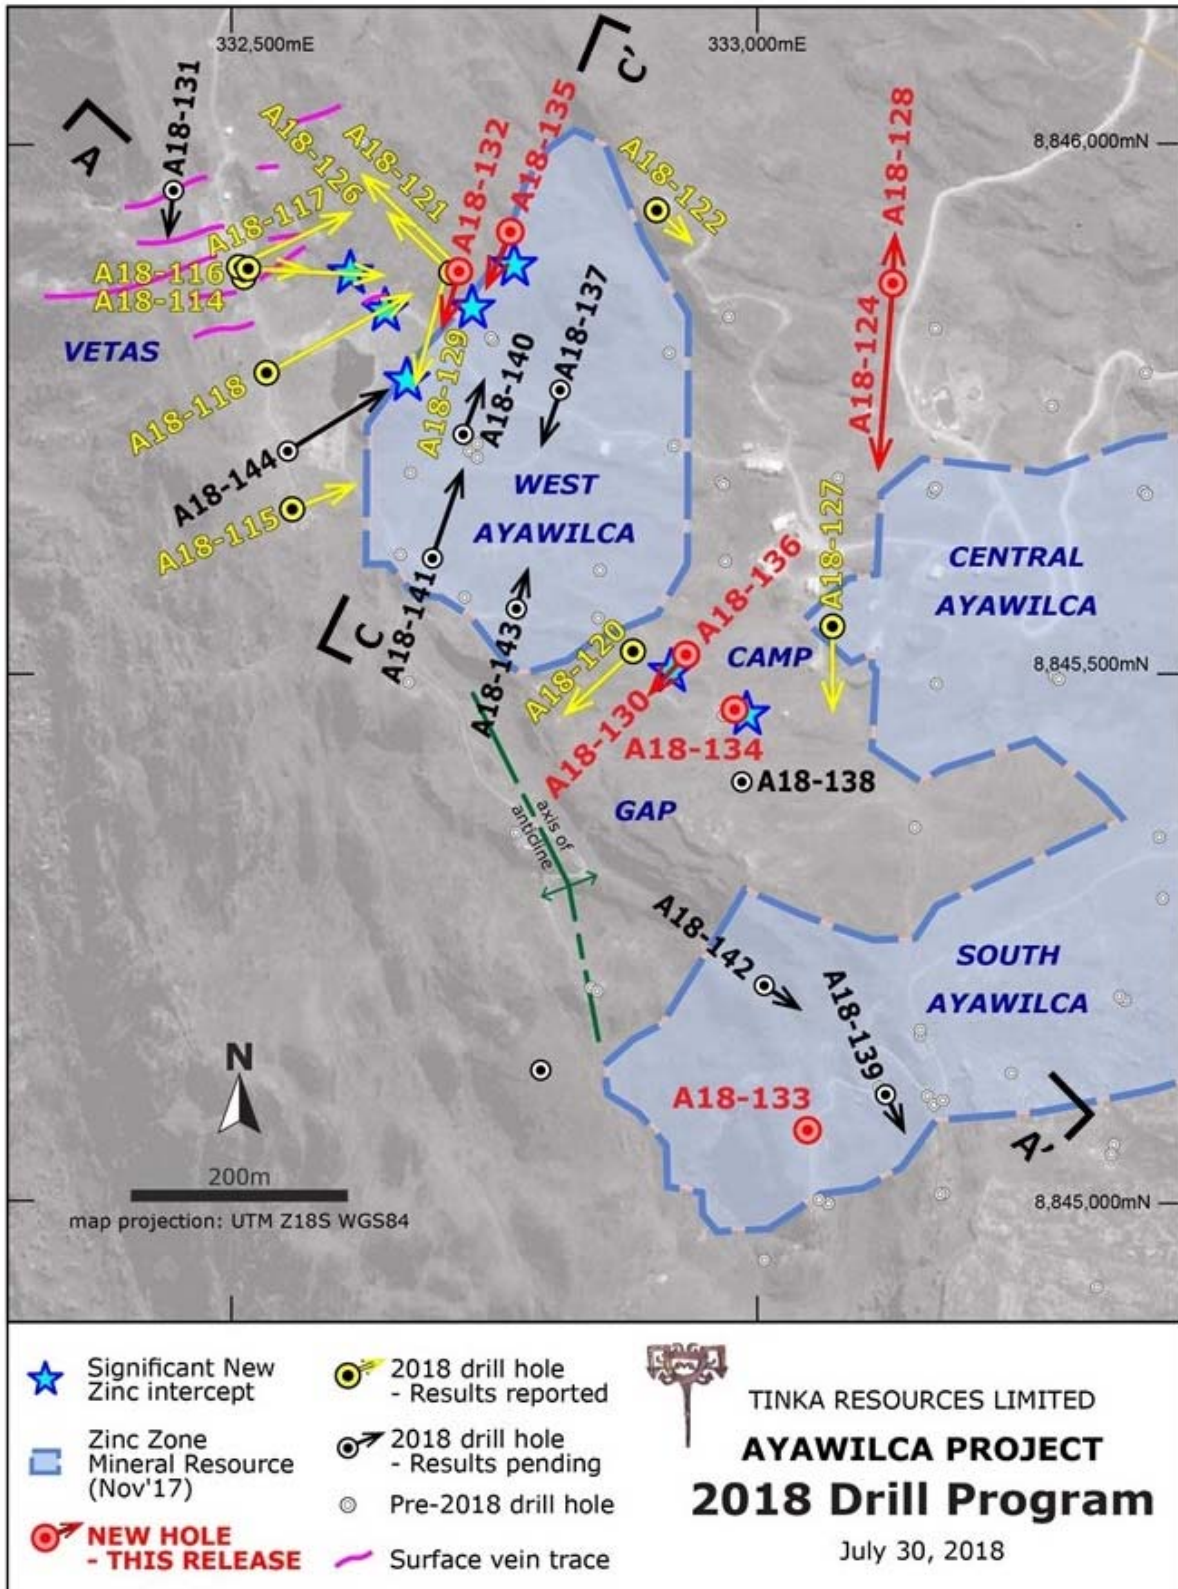 332,500mE
333,000mE
C'
A
A18-131
A18-126
A18-121
A18-132
A18-135
A18-122
A18-128
8,846,000mN
A18-117
A18-116
A18-114
VETAS
A18-137
A18-124
A18-118
A18-129
A18-140
A18-144
A18-115
WEST
AYAWILCA
A18-127
CENTRAL
AYAWILCA
A18-141
C
A18-143
A18-120
A18-136
CAMP
8,845,500mN
A18-130
A18-134
A18-138
GAP
axis of
anticline
A18-142
A18-139
SOUTH
AYAWILCA
A18-133
A'
N
200m
map projection: UTM Z18S WGS84
8,845,000mN
Significant New
Zinc intercept
Zinc Zone
Mineral Resource
(Nov'17)
NEW HOLE
- THIS RELEASE
2018 drill hole
- Results reported
2018 drill hole
- Results pending
Pre-2018 drill hole
Surface vein trace
TINKA RESOURCES LIMITED
AYAWILCA PROJECT
2018 Drill Program
July 30, 2018